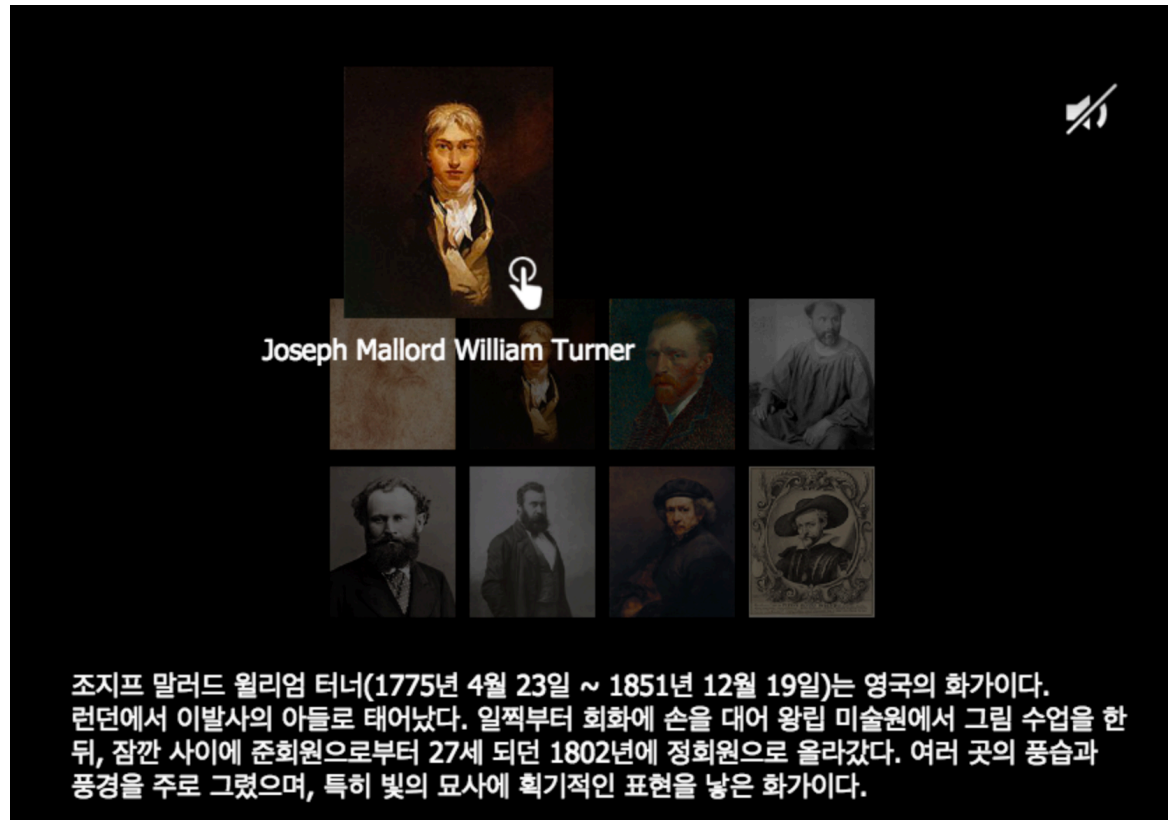 Joseph Mallord William Turner
조지프 말러드 윌리엄 터너(1775년 4월 23일 ~ 1851년 12월 19일)는 영국의 화가이다.
런던에서 이발사의 아들로 태어났다. 일찍부터 회화에 손을 대어 왕립 미술원에서 그림 수업을 한
뒤, 잠깐 사이에 준회원으로부터 27세 되던 1802년에 정회원으로 올라갔다. 여러 곳의 풍습과
풍경을 주로 그렸으며, 특히 빛의 묘사에 획기적인 표현을 낳은 화가이다.